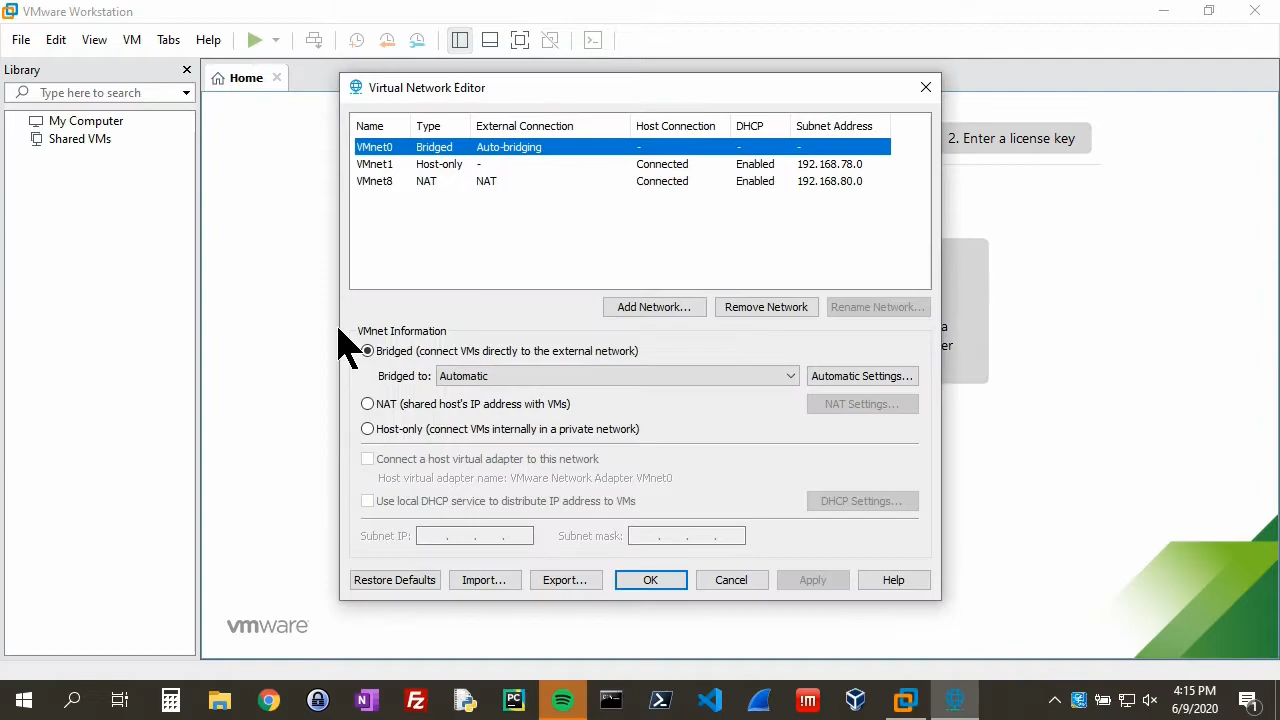 VMware Workstation
File Edit View VM Tabs Help
Library
Type here to search
My Computer
Shared VMs
Home
2. Enter a license key
a
er
Virtual Network Editor
Name Type External Connection Host Connection DHCP Subnet Address
VMnet0 Bridged Auto-bridging - - -
VMnet1 Host-only - Connected Enabled 192.168.78.0
VMnet8 NAT NAT Connected Enabled 192.168.80.0
Add Network... Remove Network Rename Network...
VMnet Information
Bridged (connect VMs directly to the external network)
Bridged to: Automatic Automatic Settings...
NAT (shared host's IP address with VMs) NAT Settings...
Host-only (connect VMs internally in a private network)
Connect a host virtual adapter to this network
Host virtual adapter name: VMware Network Adapter VMnet0
Use local DHCP service to distribute IP address to VMs DHCP Settings...
Subnet IP: . . . Subnet mask: . . .
Restore Defaults Import... Export... OK Cancel Apply Help
vmware
4:15 PM
6/9/2020
1